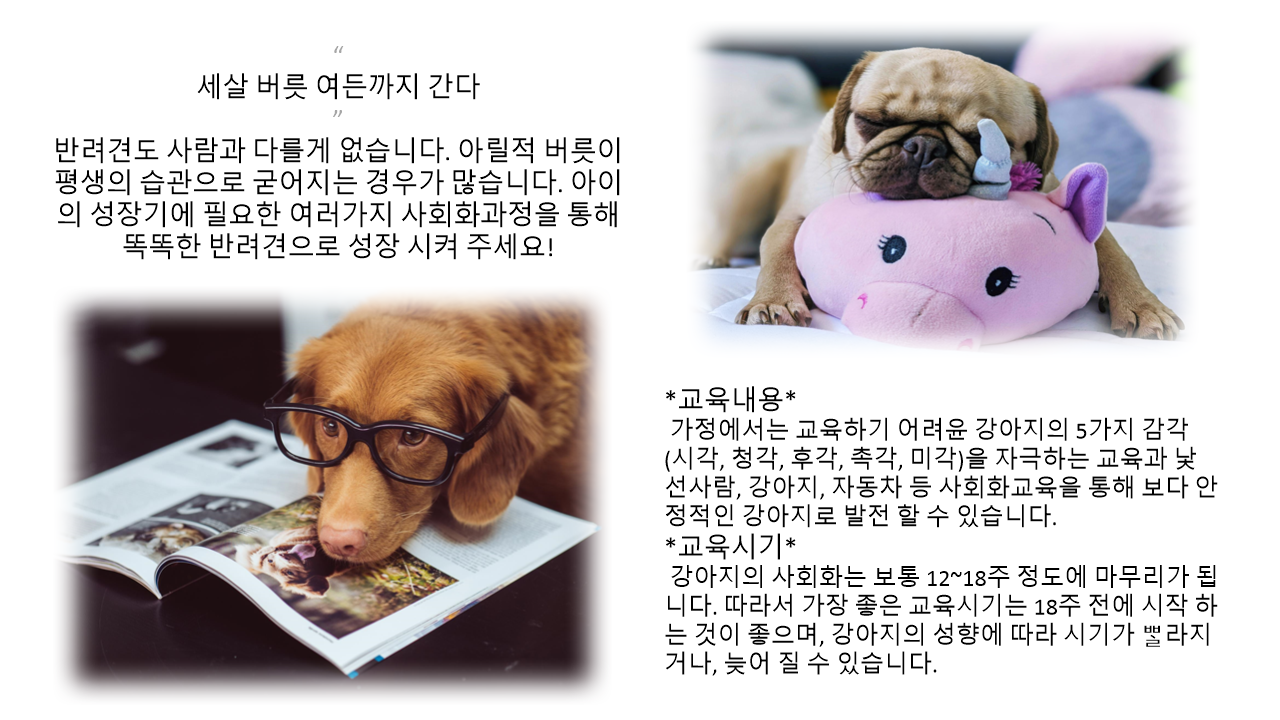 “
세살 버릇 여든까지 간다
”
반려견도 사람과 다를게 없습니다. 아릴적 버릇이
평생의 습관으로 굳어지는 경우가 많습니다. 아이
의 성장기에 필요한 여러가지 사회화과정을 통해
똑똑한 반려견으로 성장 시켜 주세요!
*교육내용*
가정에서는 교육하기 어려윤 강아지의 5가지 감각
(시각, 청각, 후각, 촉각, 미각)을 자극하는 교육과 낯
선사람, 강아지, 자동차 등 사회화교육을 통해 보다 안
정적인 강아지로 발전 할 수 있습니다.
*교육시기*
강아지의 사회화는 보통 12~18주 정도에 마무리가 됩
니다. 따라서 가장 좋은 교육시기는 18주 전에 시작 하
는 것이 좋으며, 강아지의 성향에 따라 시기가 뿔라지
거나, 늦어 질 수 있습니다.